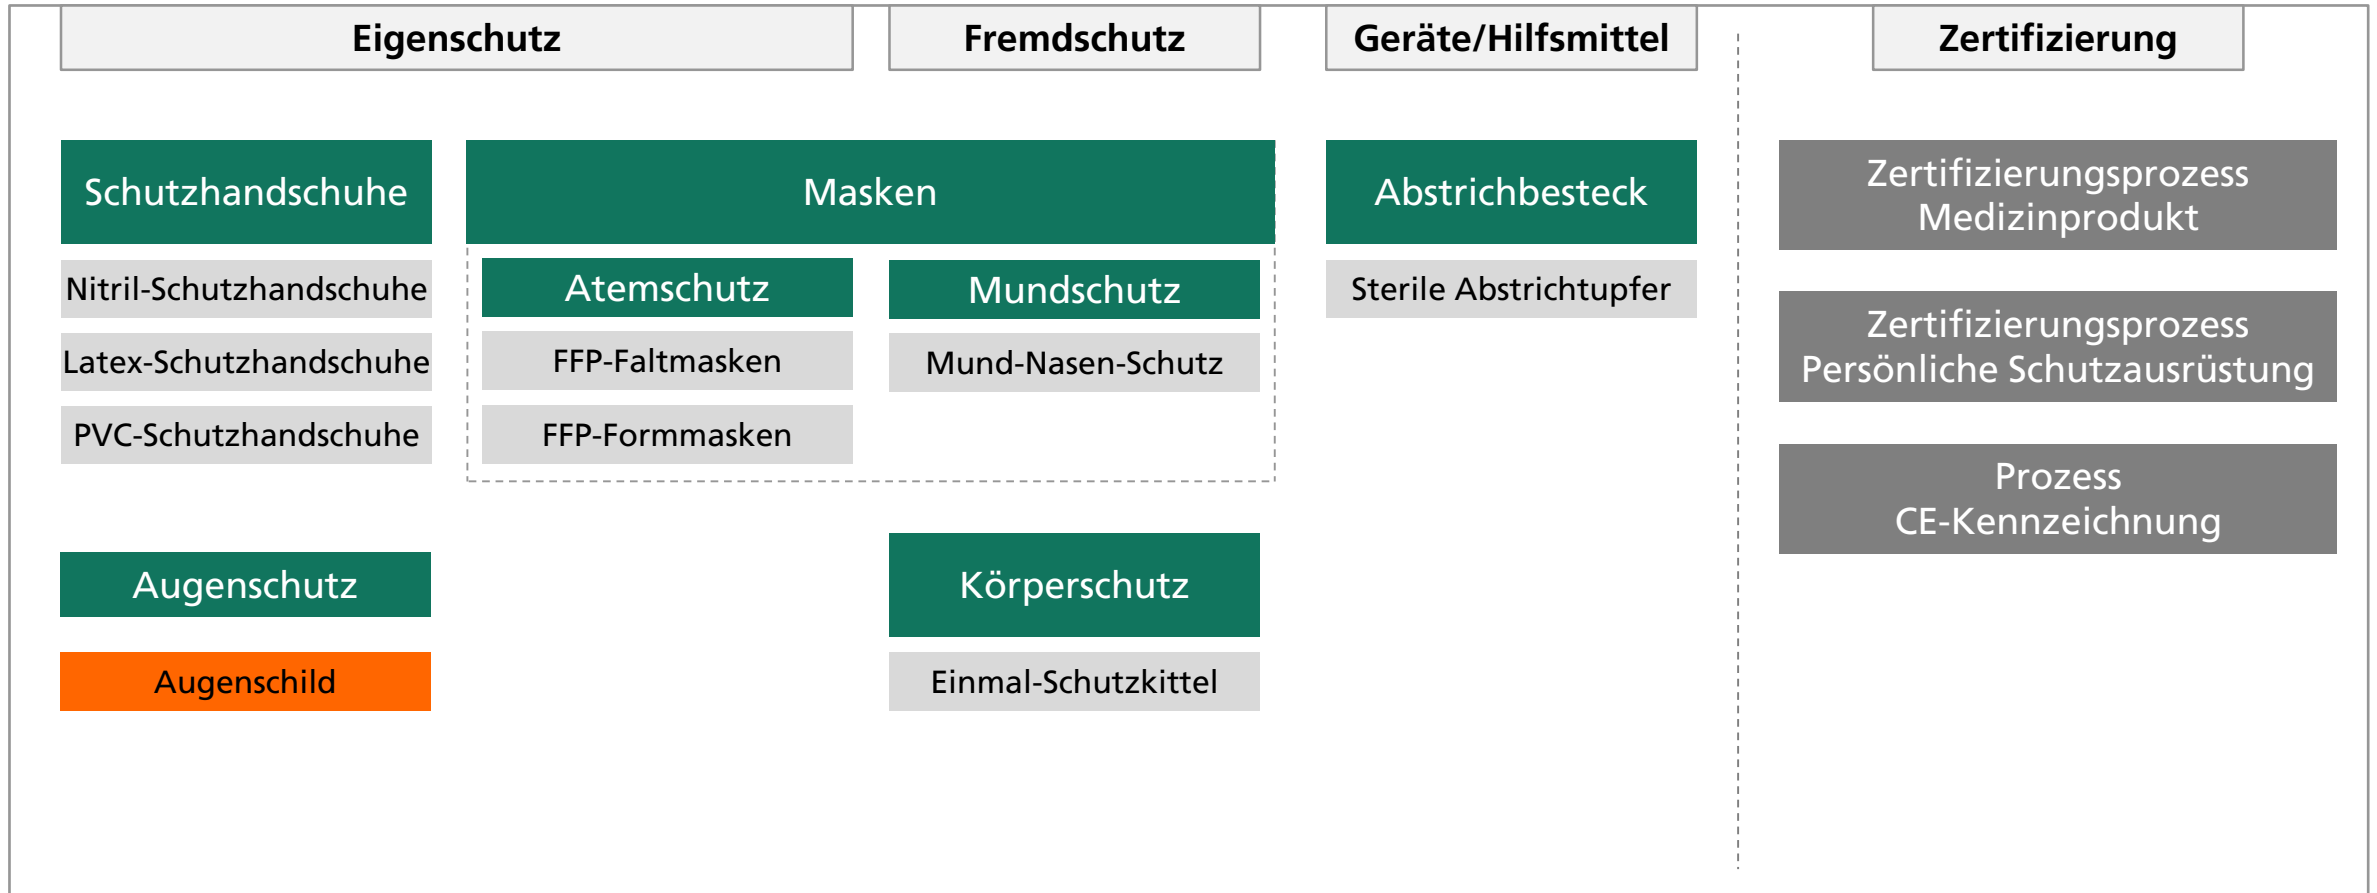 Eigenschutz
Fremdschutz
Geräte/Hilfsmittel
Zertifizierung
Schutzhandschuhe
Nitril-Schutzhandschuhe
Latex-Schutzhandschuhe
PVC-Schutzhandschuhe
Augenschutz
Augenschild
Masken
Atemschutz
FFP-Faltmasken
FFP-Formmasken
Mundschutz
Mund-Nasen-Schutz
Körperschutz
Einmal-Schutzkittel
Abstrichbesteck
Sterile Abstrichtupfer
Zertifizierungsprozess
Medizinprodukt
Zertifizierungsprozess
Persönliche Schutzausrüstung
Prozess
CE-Kennzeichnung